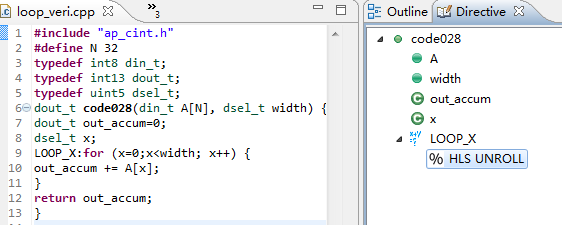 loop_veri.cpp
»3
1 #include "ap_cint.h"
2 #define N 32
3 typedef int8 din_t;
4 typedef int13 dout_t;
5 typedef uint5 dsel_t;
6 dout_t code028(din_t A[N], dsel_t width) {
7 dout_t out_accum=0;
8 dsel_t x;
9 LOOP_X:for (x=0;x<width; x++) {
10 out_accum += A[x];
11 }
12 return out_accum;
13 }
Outline Directive
code028
A
width
out_accum
x
LOOP_X
% HLS UNROLL